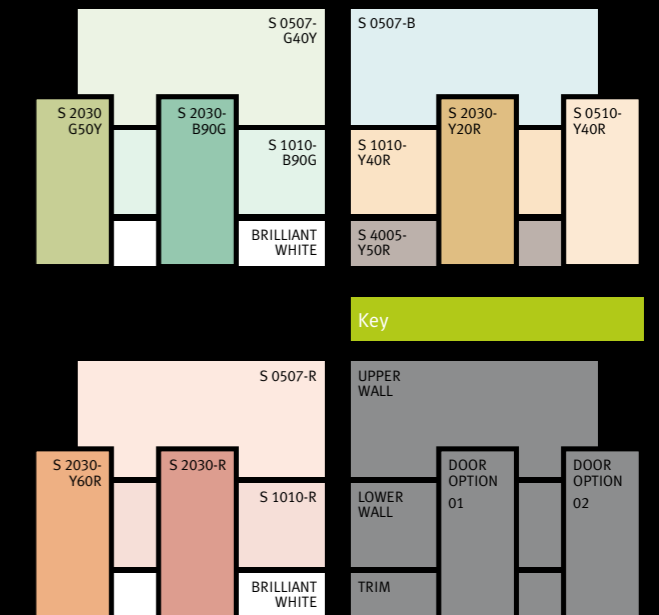 S 0507-
G40Y
S 2030
G50Y
S 2030-
B90G
S 1010-
B90G
BRILLIANT
WHITE
S 0507-B
S 2030-
Y20R
S 0510-
Y40R
S 1010-
Y40R
S 4005-
Y50R
Key
S 0507-R
S 2030-
Y60R
S 2030-R
S 1010-R
BRILLIANT
WHITE
UPPER
WALL
DOOR
OPTION
01
DOOR
OPTION
02
LOWER
WALL
TRIM